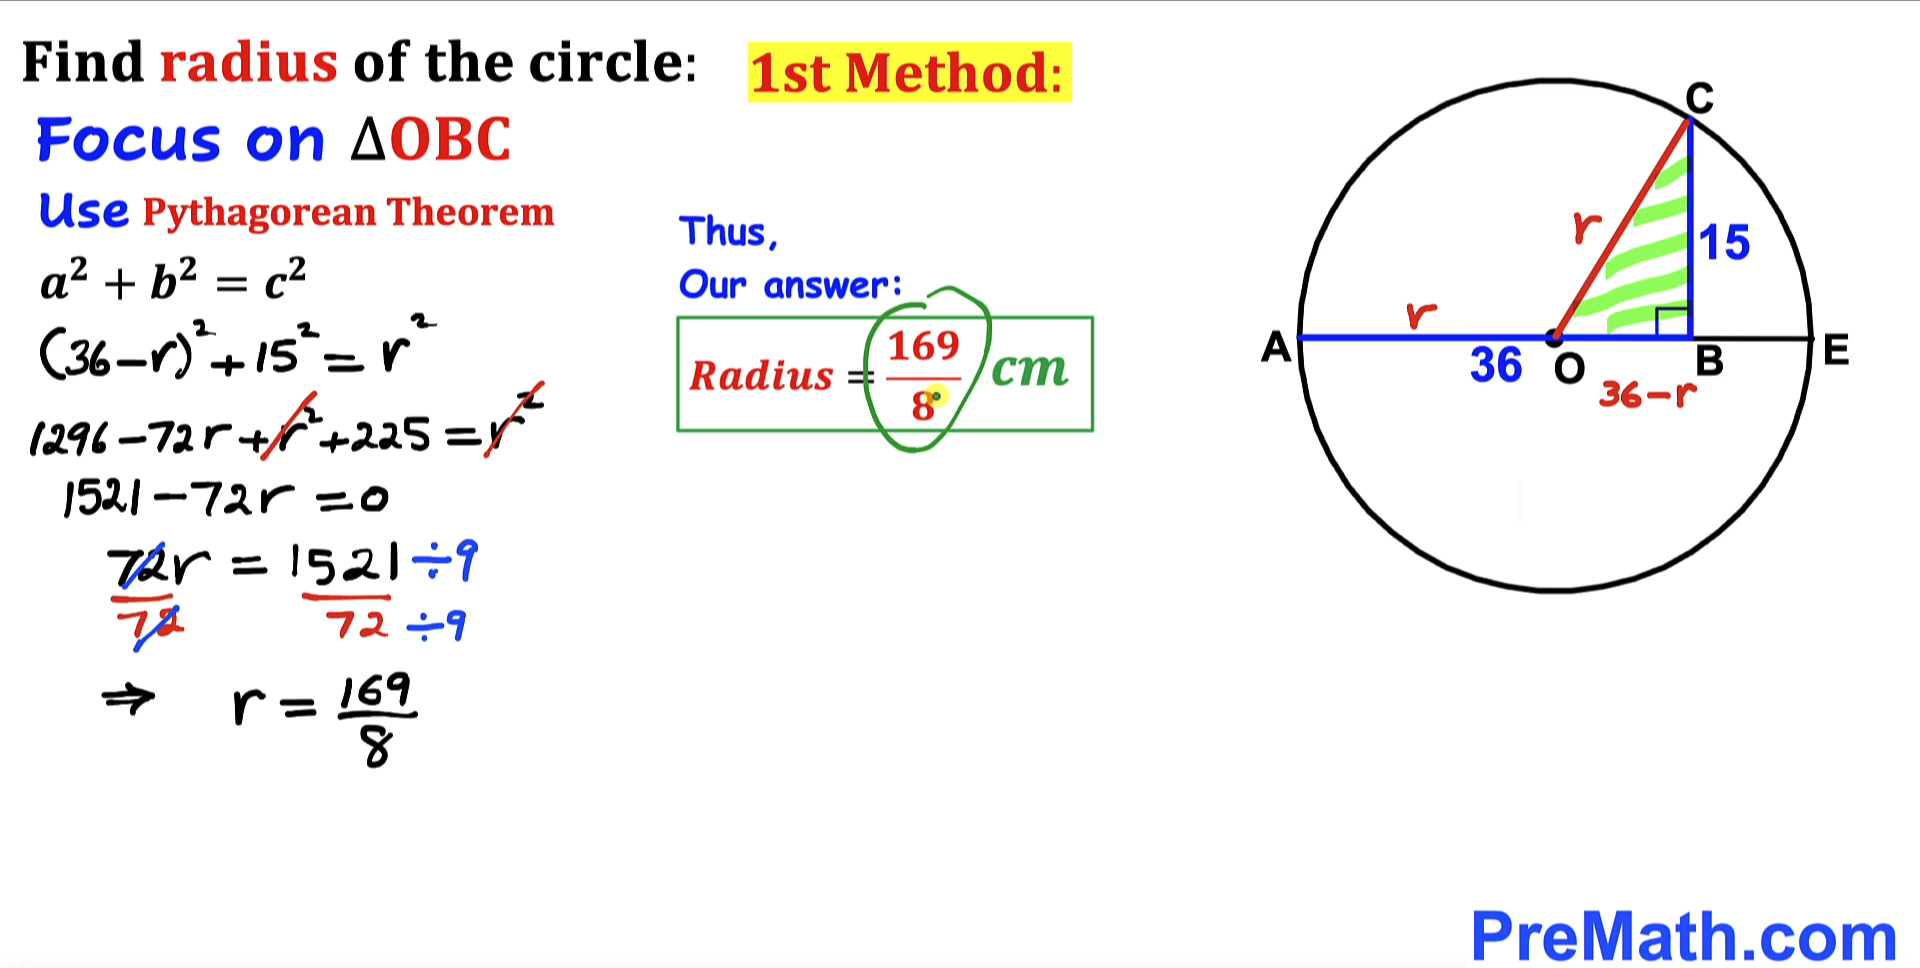 Find radius of the circle:
1st Method:
Focus on ΔOBC
Use Pythagorean Theorem
a² + b² = c²
(36-r)²+15²=r²
1296-72r+r²+225=r²
1521-72r=0
72r = 1521÷9
72 72÷9
⇒ r = 169
8
Thus,
Our answer:
Radius = 169/8 cm
C
r
15
r
A
36
O
B
E
36-r
PreMath.com